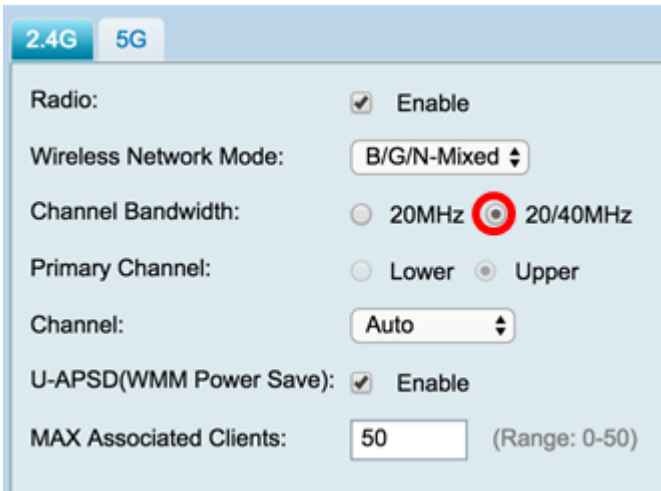 2.4G 5G
Radio: Enable
Wireless Network Mode: B/G/N-Mixed
Channel Bandwidth: 20MHz 20/40MHz
Primary Channel: Lower Upper
Channel: Auto
U-APSD(WMM Power Save): Enable
MAX Associated Clients: 50 (Range: 0-50)